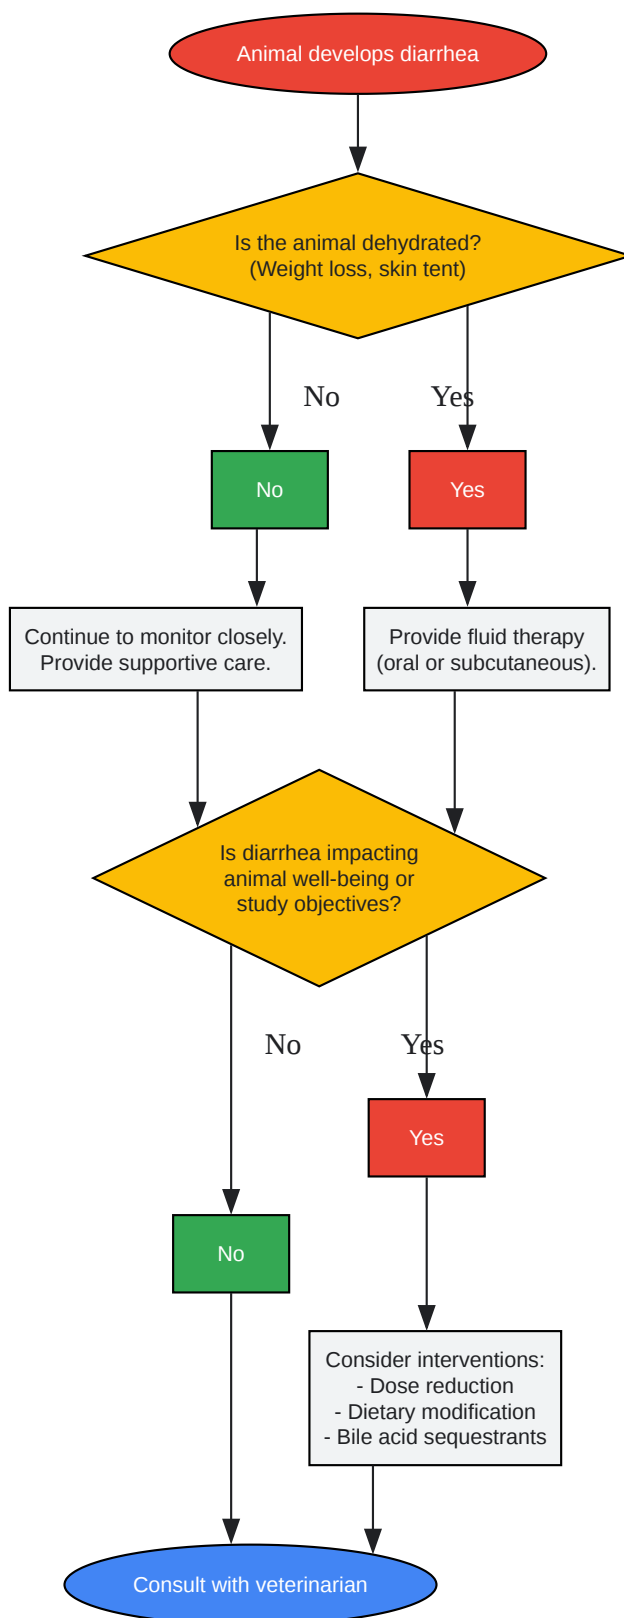 Animal develops diarrhea
Is the animal dehydrated?
(Weight loss, skin tent)
No
Yes
No
Yes
Continue to monitor closely.
Provide supportive care.
Provide fluid therapy
(oral or subcutaneous).
Is diarrhea impacting
animal well-being or
study objectives?
No
Yes
Yes
No
Consider interventions:
- Dose reduction
- Dietary modification
- Bile acid sequestrants
Consult with veterinarian